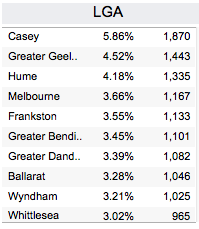 LGA
Casey 5.86% 1,870
Greater Geel.. 4.52% 1,443
Hume 4.18% 1,335
Melbourne 3.66% 1,167
Frankston 3.55% 1,133
Greater Bendi.. 3.45% 1,101
Greater Dand.. 3.39% 1,082
Ballarat 3.28% 1,046
Wyndham 3.21% 1,025
Whittlesea 3.02% 965